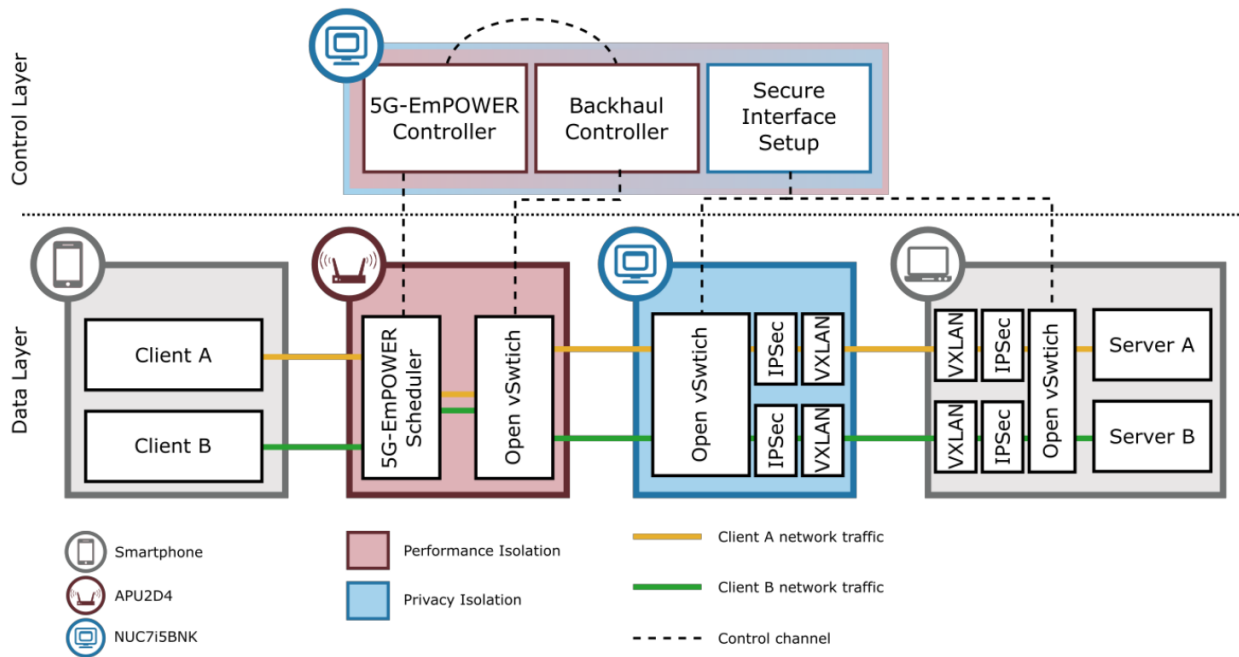 Control Layer
5G-EmPOWER
Controller
Backhaul
Controller
Secure
Interface
Setup
Data Layer
Client A
Client B
5G-EmPOWER
Scheduler
Open vSwtich
Open vSwtich
IPSec
VXLAN
IPSec
VXLAN
VXLAN
IPSec
VXLAN
IPSec
Open vSwtich
Server A
Server B
Smartphone
APU2D4
NUC7i5BNK
Performance Isolation
Privacy Isolation
Client A network traffic
Client B network traffic
Control channel